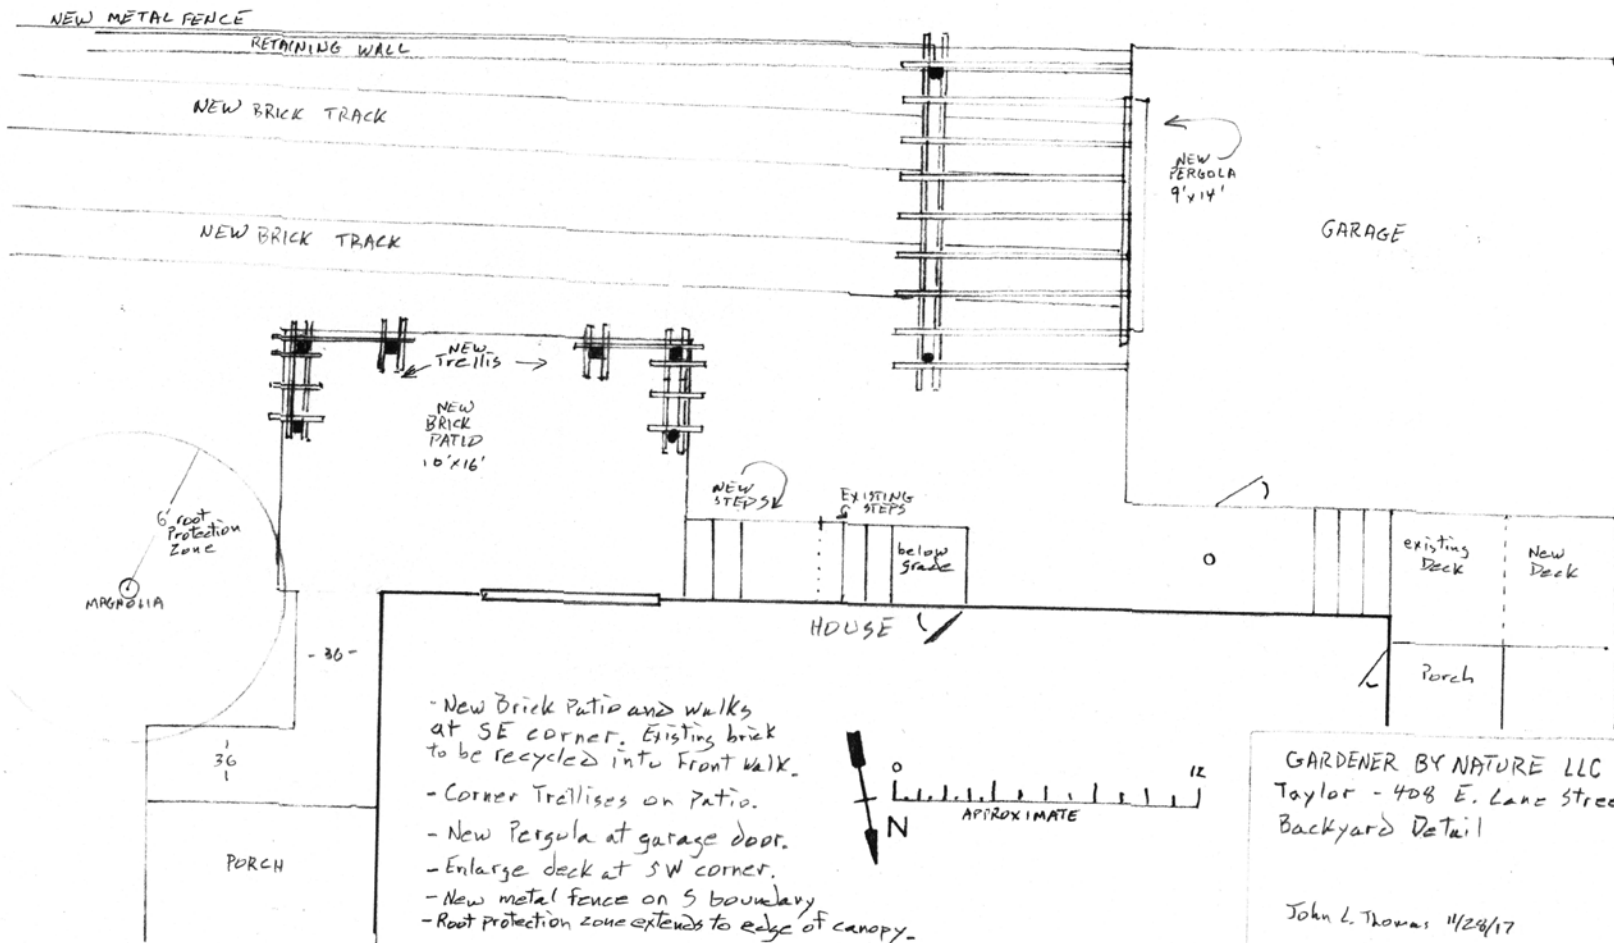 NEW METAL FENCE
RETAINING WALL
NEW BRICK TRACK
NEW BRICK TRACK
NEW
PERGOLA
9'x14'
GARAGE
NEW
Trellis
NEW
BRICK
PATIO
10'x16'
6' root
Protection
Zone
MAGNOLIA
NEW
STEPS
EXISTING
STEPS
below
grade
existing
Deck
New
Deck
HOUSE
Porch
- 36 -
36
PORCH
- New Brick Patio and walks
at SE corner. Existing brick
to be recycled into Front walk.
- Corner Trellises on Patio.
- New Pergola at garage door.
- Enlarge deck at SW corner.
- New metal fence on S boundary
- Root protection zone extends to edge of canopy.
0 12
APPROXIMATE
N
GARDENER BY NATURE LLC
Taylor - 408 E. Lane Stree
Backyard Detail
John L. Thomas 11/28/17